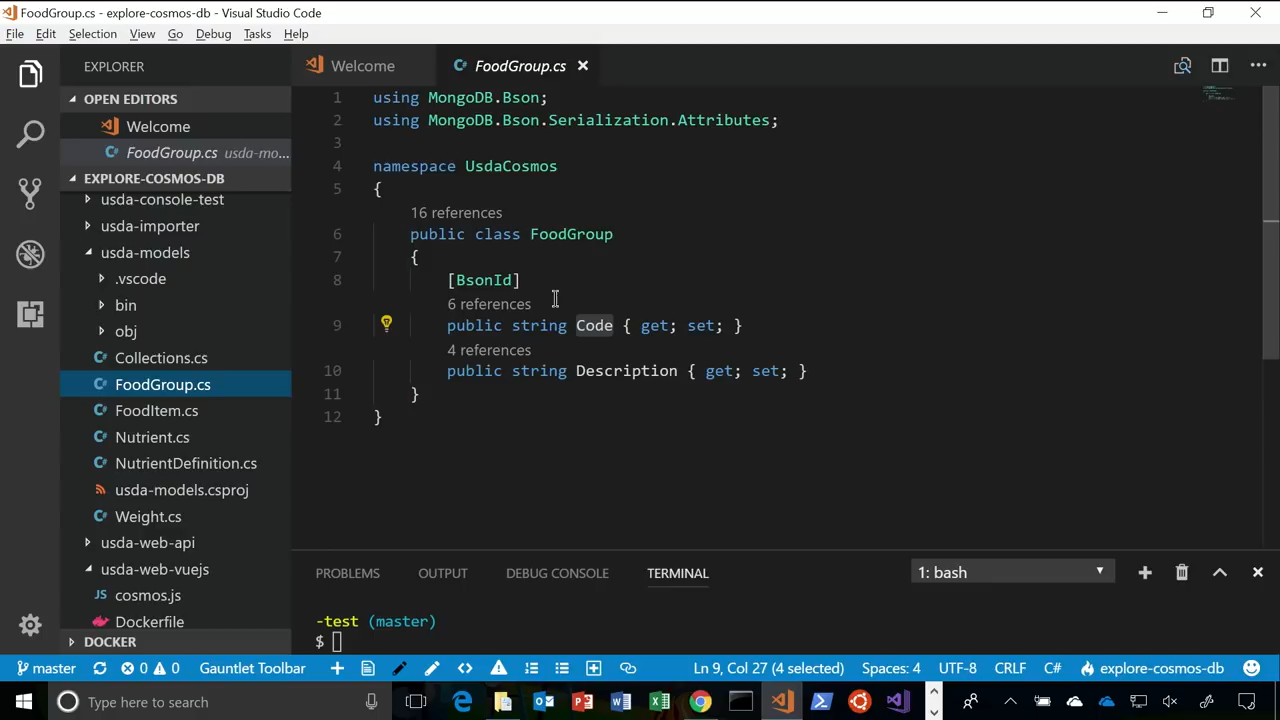 FoodGroup.cs - explore-cosmos-db - Visual Studio Code
File Edit Selection View Go Debug Tasks Help
EXPLORER
OPEN EDITORS
Welcome
FoodGroup.cs usda-mo...
EXPLORE-COSMOS-DB
usda-console-test
usda-importer
usda-models
.vscode
bin
obj
Collections.cs
FoodGroup.cs
FoodItem.cs
Nutrient.cs
NutrientDefinition.cs
usda-models.csproj
Weight.cs
usda-web-api
usda-web-vuejs
JS cosmos.js
Dockerfile
DOCKER
Welcome FoodGroup.cs
1 using MongoDB.Bson;
2 using MongoDB.Bson.Serialization.Attributes;
3
4 namespace UsdaCosmos
5 {
16 references
6 public class FoodGroup
7 {
8 [BsonId]
6 references
9 public string Code { get; set; }
4 references
10 public string Description { get; set; }
11 }
12 }
PROBLEMS OUTPUT DEBUG CONSOLE TERMINAL 1: bash
-test (master)
$
master 0 0 Gauntlet Toolbar Ln 9, Col 27 (4 selected) Spaces: 4 UTF-8 CRLF C# explore-cosmos-db
Type here to search